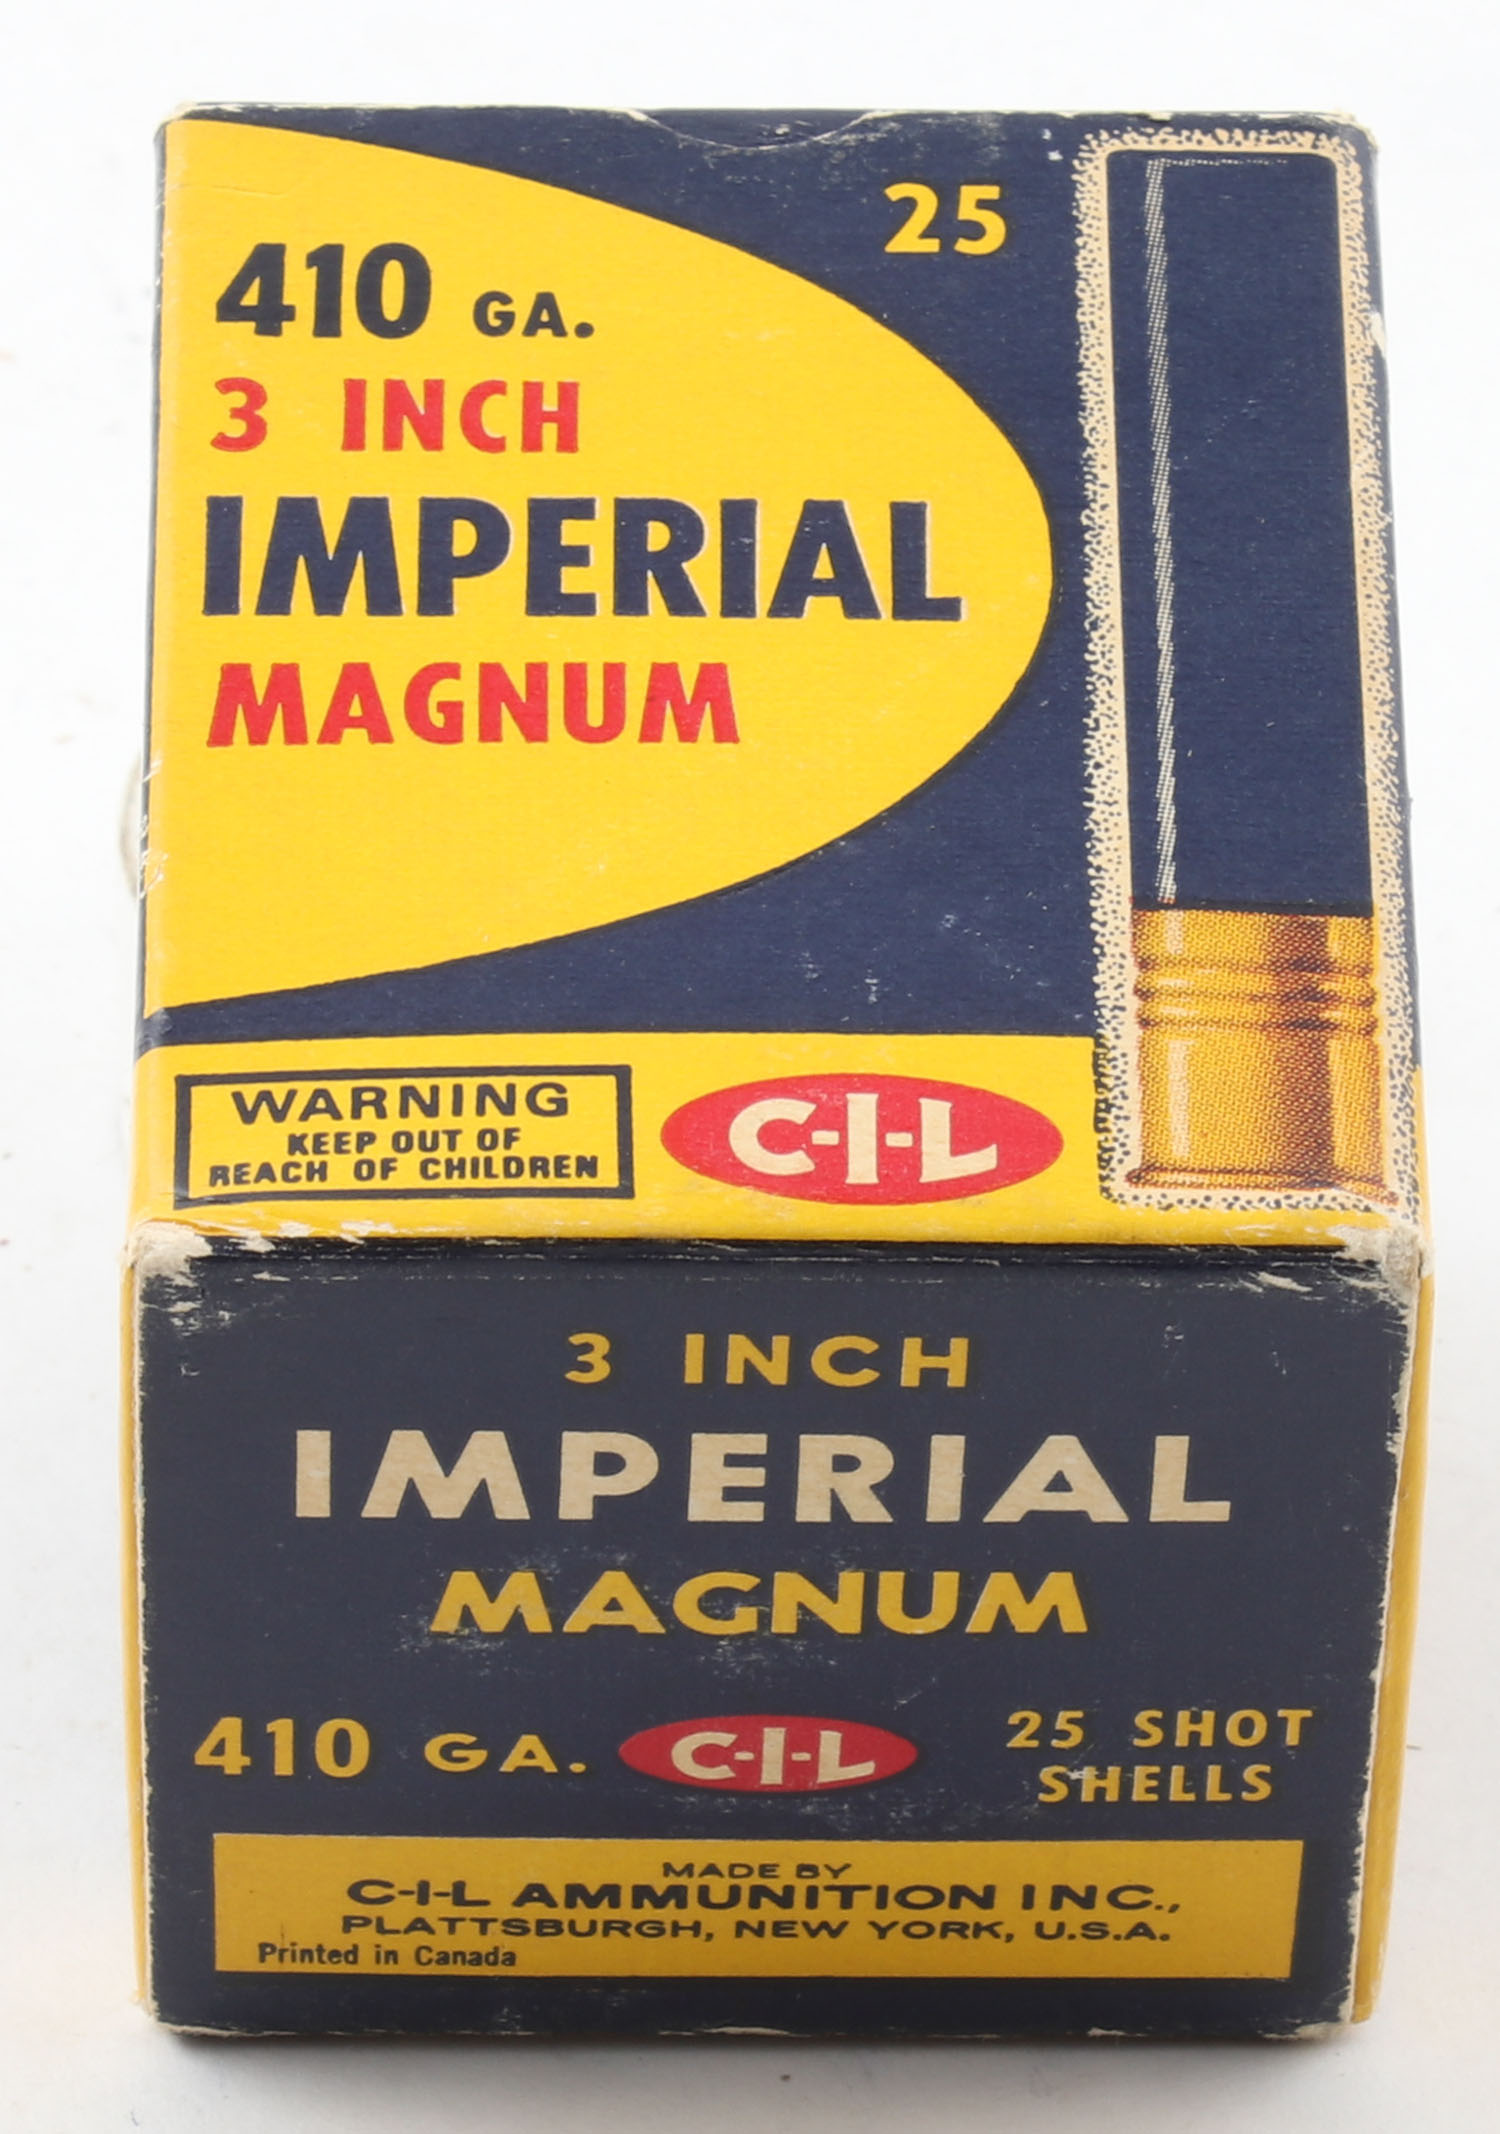 25
410 GA.
3 INCH
IMPERIAL
MAGNUM
WARNING
KEEP OUT OF
REACH OF CHILDREN
C-I-L
3 INCH
IMPERIAL
MAGNUM
410 GA.
C-I-L
25 SHOT
SHELLS
MADE BY
C-I-L AMMUNITION INC.,
PLATTSBURGH, NEW YORK, U.S.A.
Printed in Canada